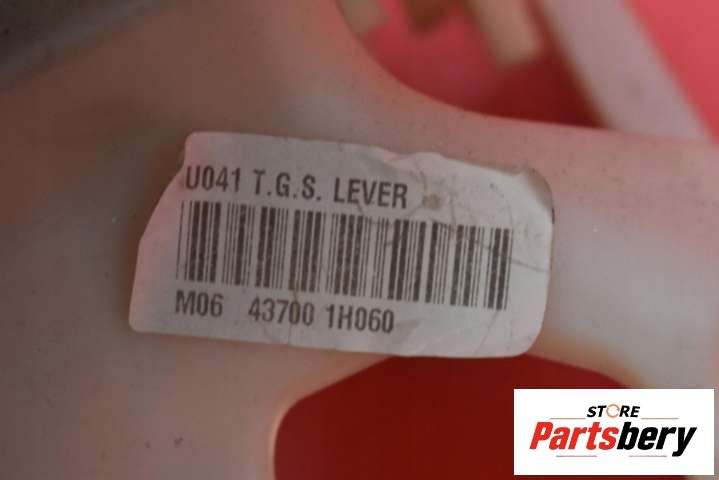 U041 T.G.S. LEVER
M06 43700 1H060
STORE
Partsbery